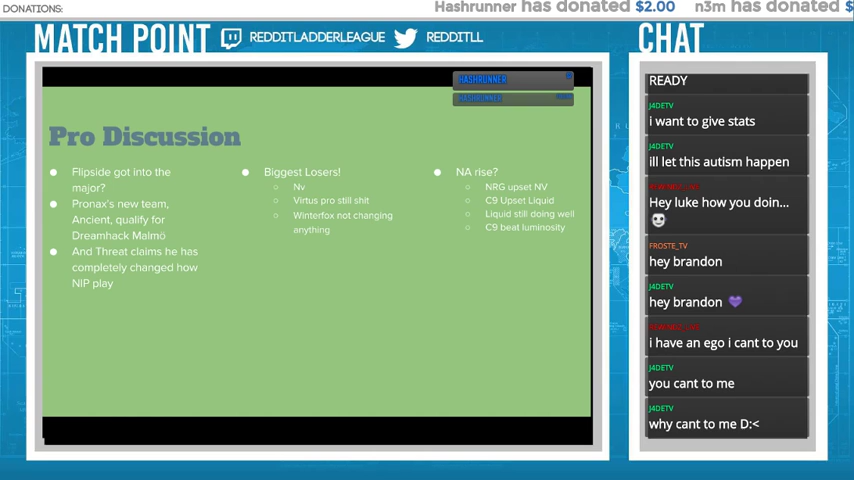 DONATIONS:
Hashrunner has donated $2.00 n3m has donated $
MATCH POINT REDDITLADDERLEAGUE REDDITLL
CHAT
HASHRUNNER
HASHRUNNER
Pro Discussion
Flipside got into the
major?
Pronax's new team,
Ancient, qualify for
Dreamhack Malmö
And Threat claims he has
completely changed how
NIP play
Biggest Losers!
Nv
Virtus pro still shit
Winterfox not changing
anything
NA rise?
NRG upset NV
C9 Upset Liquid
Liquid still doing well
C9 beat luminosity
READY
J4DETV
i want to give stats
J4DETV
ill let this autism happen
Hey luke how you doin...
FROSTE_TV
hey brandon
J4DETV
hey brandon
i have an ego i cant to you
J4DETV
you cant to me
J4DETV
why cant to me D:<